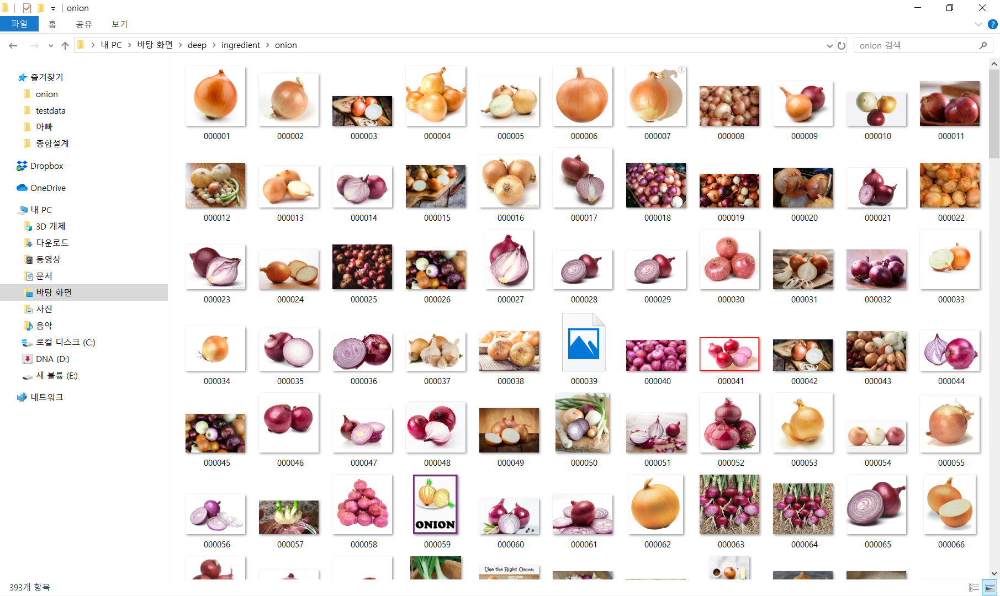 onion
파일 홈 공유 보기
내 PC 바탕 화면 deep ingredient onion
onion 검색
즐겨찾기
onion
testdata
아빠
종합설계
Dropbox
OneDrive
내 PC
3D 개체
다운로드
동영상
문서
바탕 화면
사진
음악
로컬 디스크 (C:)
DNA (D:)
새 볼륨 (E:)
네트워크
000001 000002 000003 000004 000005 000006 000007 000008 000009 000010 000011
000012 000013 000014 000015 000016 000017 000018 000019 000020 000021 000022
000023 000024 000025 000026 000027 000028 000029 000030 000031 000032 000033
000034 000035 000036 000037 000038 000039 000040 000041 000042 000043 000044
000045 000046 000047 000048 000049 000050 000051 000052 000053 000054 000055
ONION
000056 000057 000058 000059 000060 000061 000062 000063 000064 000065 000066
Use the Right Onion
393개 항목